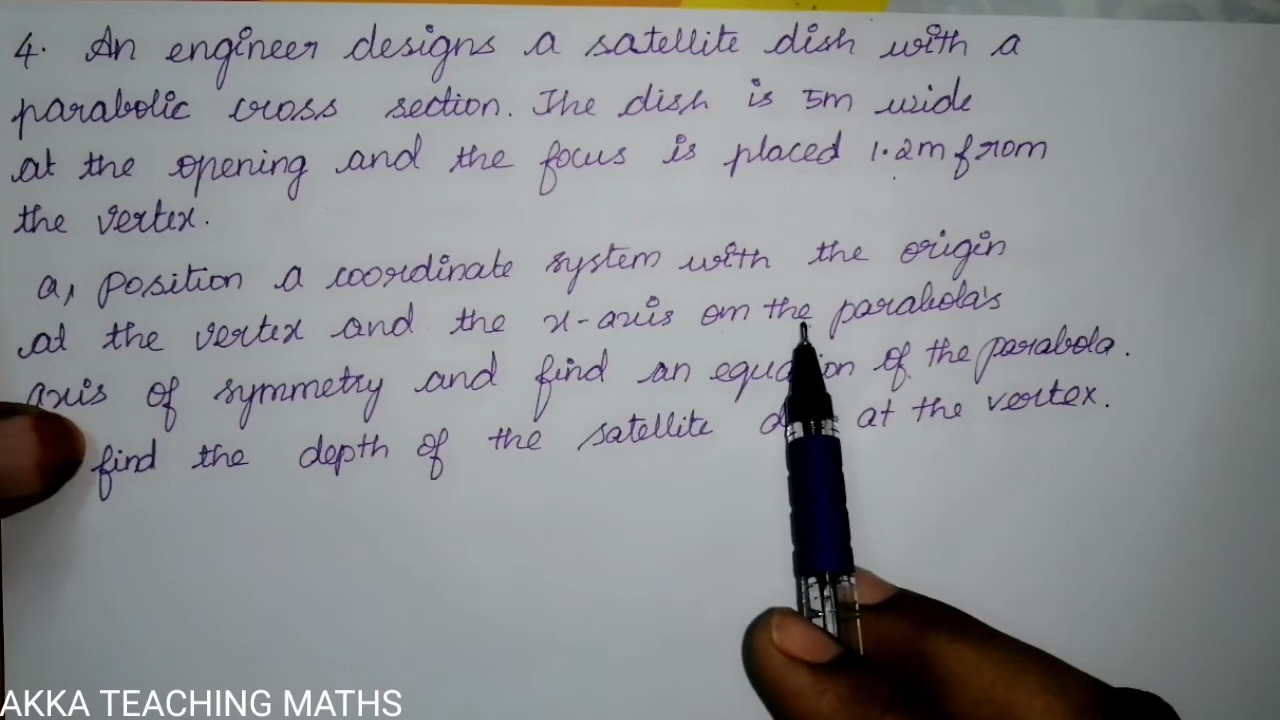 4. An engineer designs a satellite dish with a
parabolic cross section. The dish is 5m wide
at the opening and the focus is placed 1.2m from
the vertex.
a, position a coordinate system with the origin
at the vertex and the x-axis on the parabola's
axis of symmetry and find an of the parabola.
find the depth of the satellite at the vertex.
AKKA TEACHING MATHS